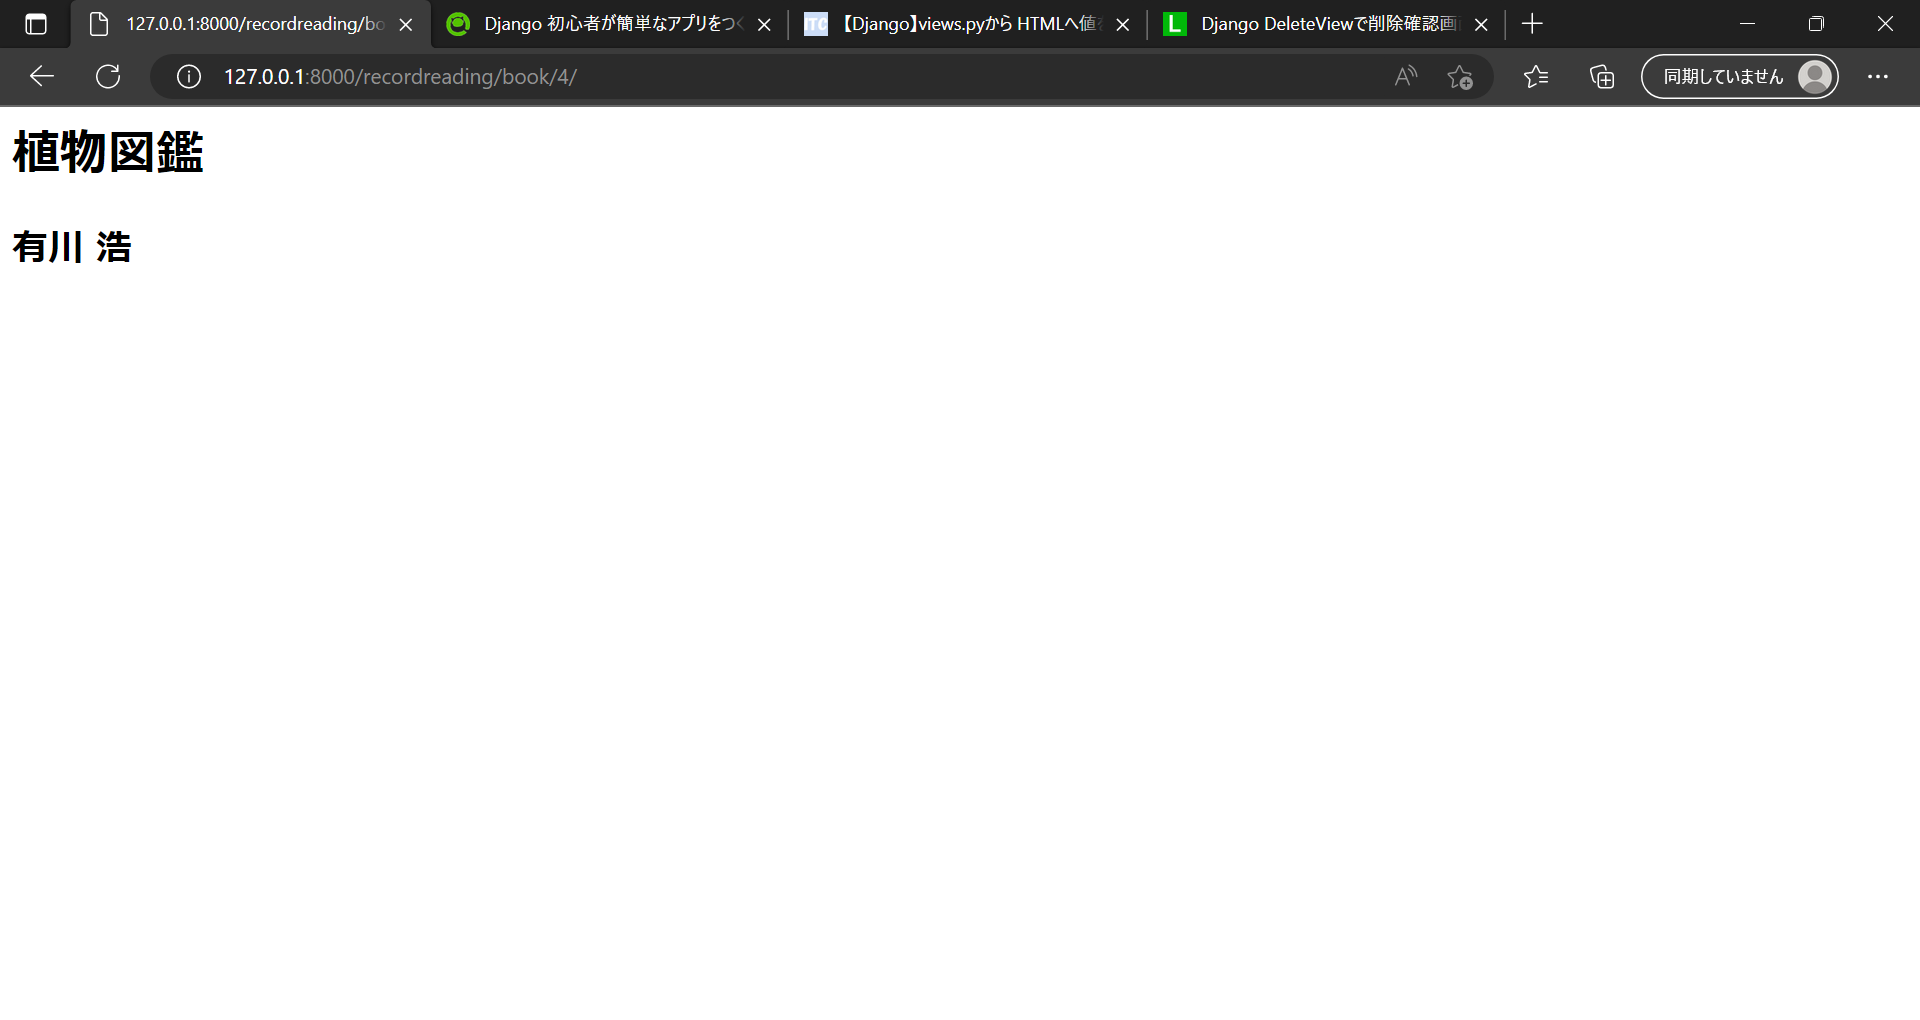 127.0.0.1:8000/recordreading/bo
Django 初心者が簡単なアプリをつく
ITC 【Django】views.pyから HTMLへ値を
L Django DeleteViewで削除確認画
127.0.0.1:8000/recordreading/book/4/
同期していません
植物図鑑
有川 浩